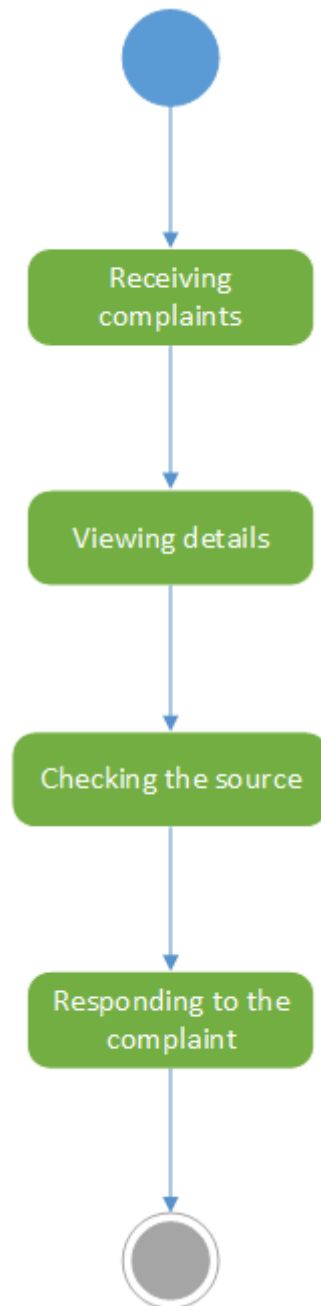 Receiving
complaints
Viewing details
Checking the source
Responding to the
complaint